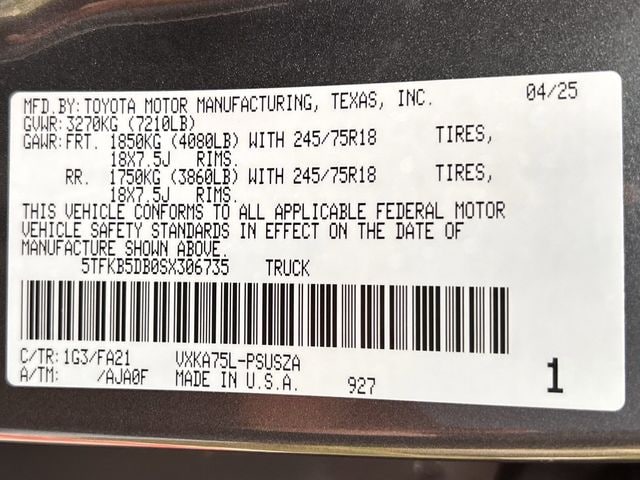 MFD.BY:TOYOTA MOTOR MANUFACTURING, TEXAS, INC. 04/25
GVWR:3270KG (7210LB)
GAWR:FRT. 1850KG (4080LB) WITH 245/75R18 TIRES,
18X7.5J RIMS.
RR. 1750KG (3860LB) WITH 245/75R18 TIRES,
18X7.5J RIMS.
THIS VEHICLE CONFORMS TO ALL APPLICABLE FEDERAL MOTOR
VEHICLE SAFETY STANDARDS IN EFFECT ON THE DATE OF
MANUFACTURE SHOWN ABOVE.
5TFKB5DB0SX306735 TRUCK
C/TR:1G3/FA21 VXKA75L-PSUSZA
A/TM: /AJA0F MADE IN U.S.A. 927 1